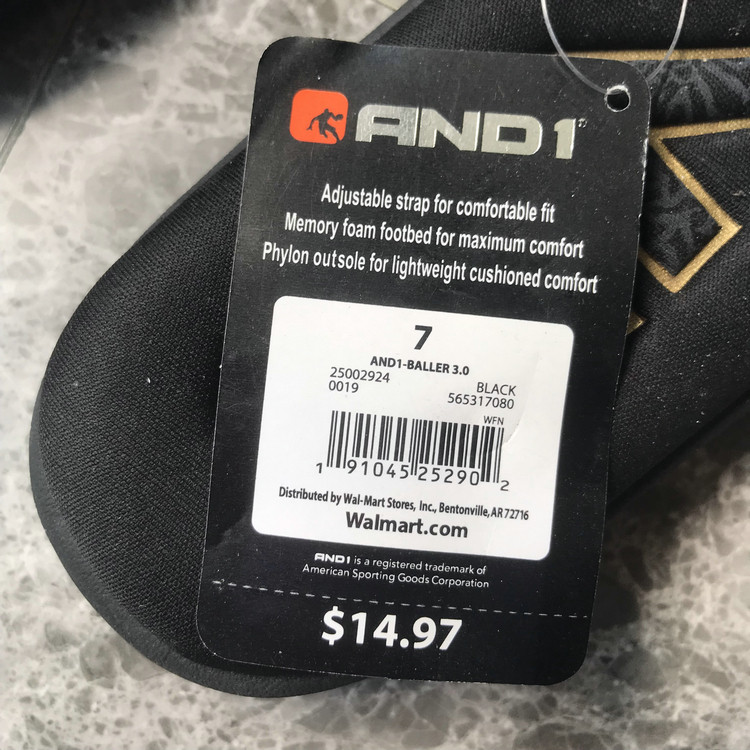 AND1
Adjustable strap for comfortable fit
Memory foam footbed for maximum comfort
Phylon outsole for lightweight cushioned comfort
7
AND1-BALLER 3.0
25002924 BLACK
0019 565317080
WFN
1 91045 25290 2
Distributed by Wal-Mart Stores, Inc., Bentonville, AR 72716
Walmart.com
AND1 is a registered trademark of
American Sporting Goods Corporation
$14.97